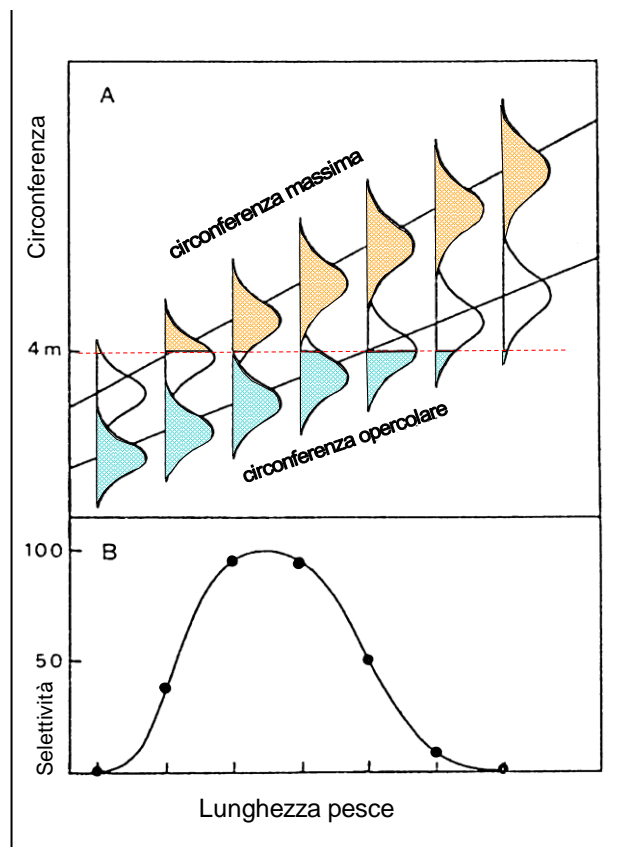 A
Circonferenza
circonferenza massima
4 m
circonferenza opercolare
100
B
50
Selettività
Lunghezza pesce